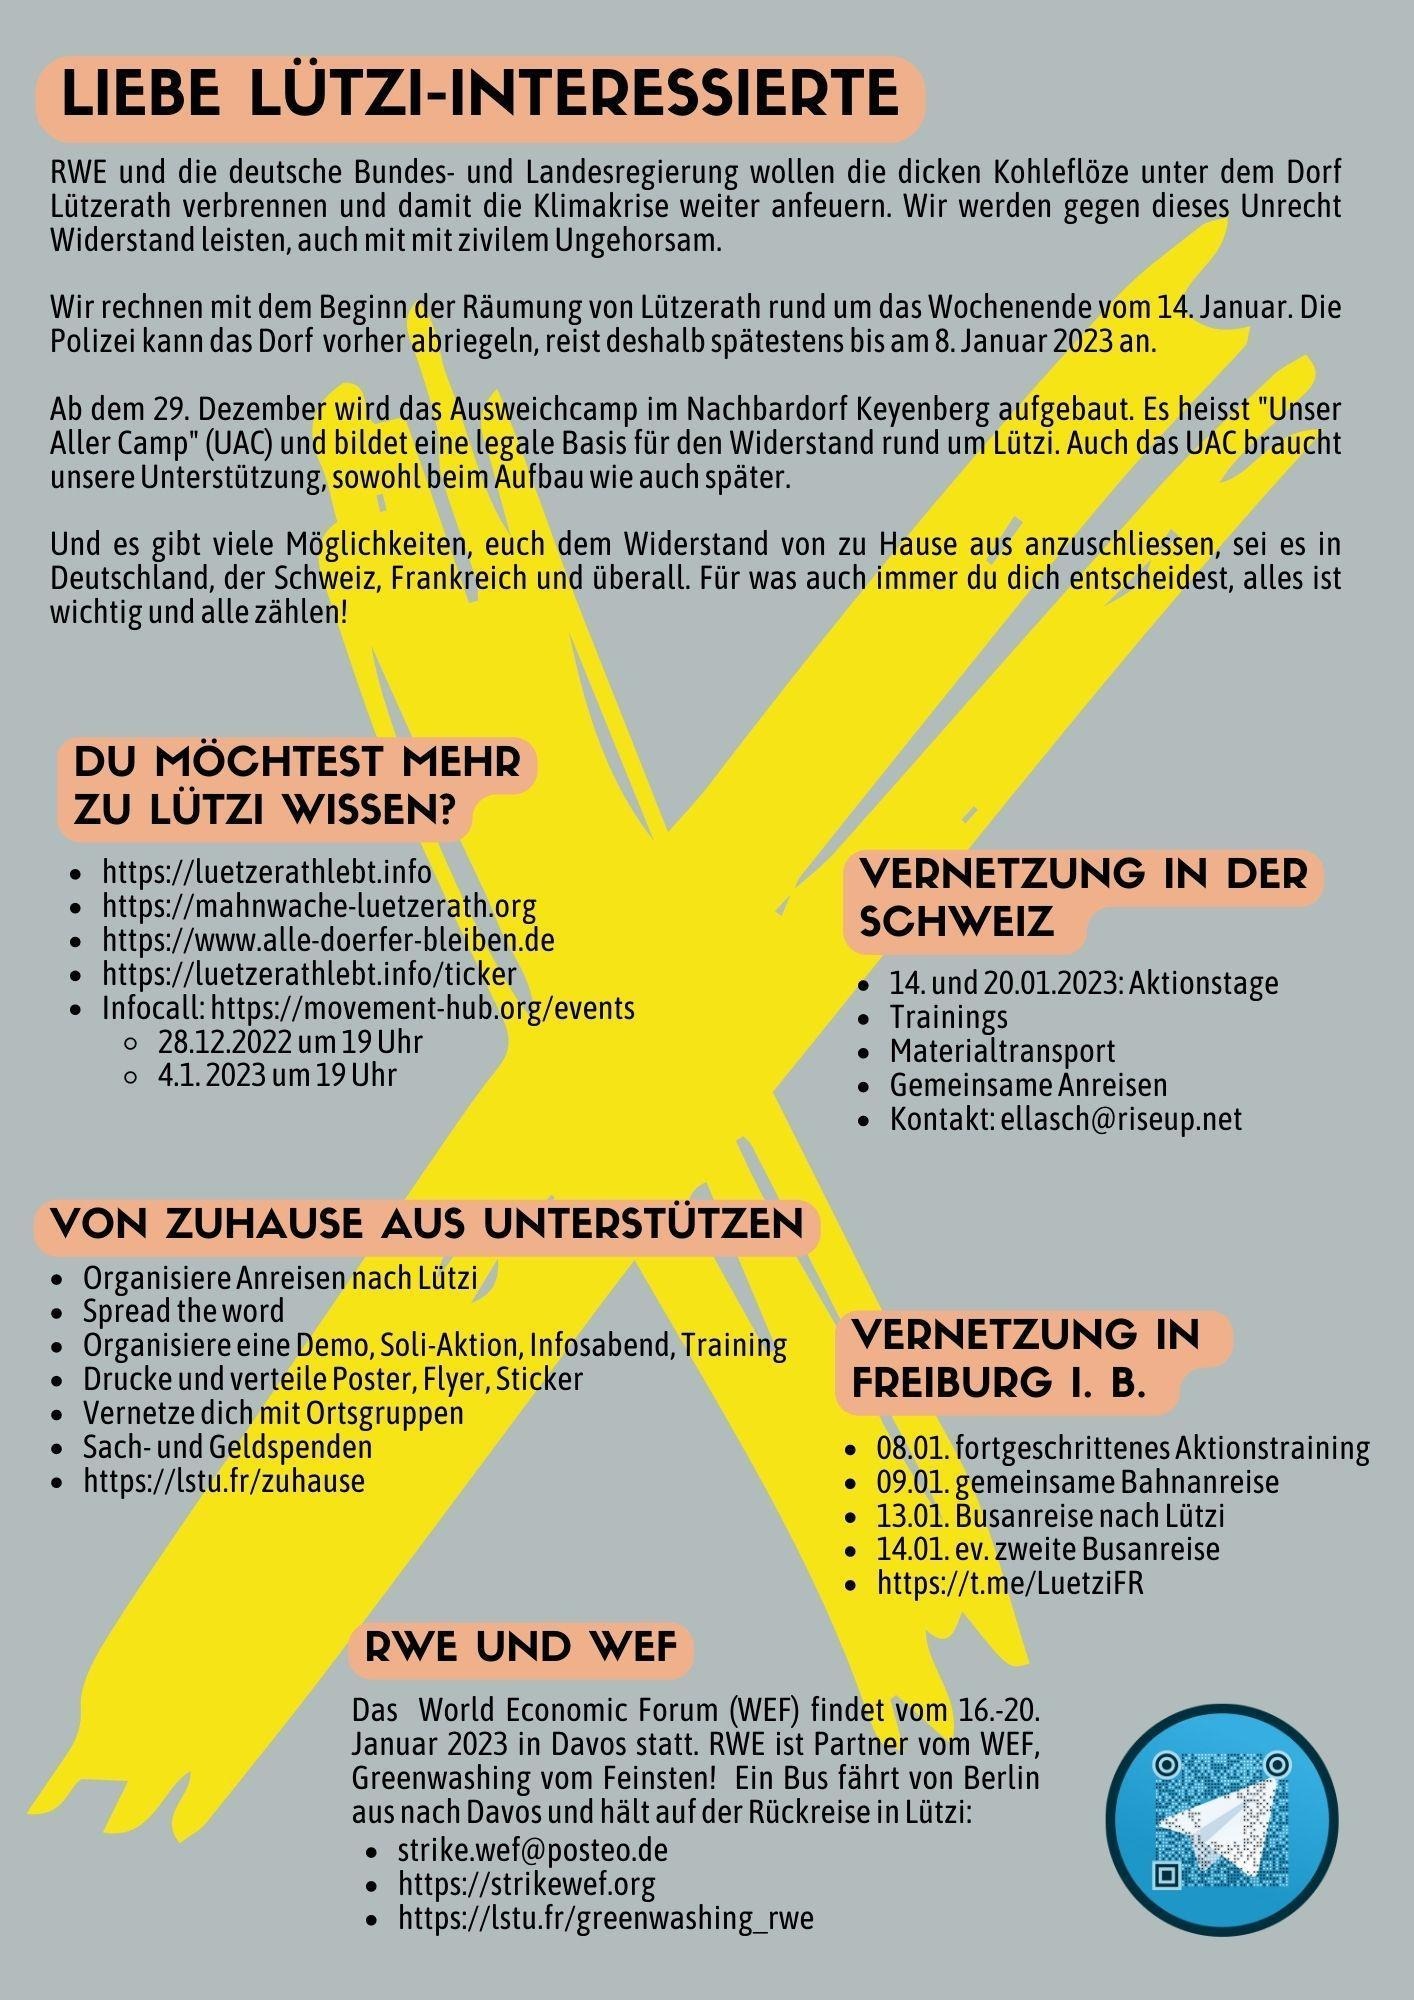 LIEBE LÜTZI-INTERESSIERTE
RWE und die deutsche Bundes- und Landesregierung wollen die dicken Kohleflöze unter dem Dorf
Lützerath verbrennen und damit die Klimakrise weiter anfeuern. Wir werden gegen dieses Unrecht
Widerstand leisten, auch mit mit zivilem Ungehorsam.
Wir rechnen mit dem Beginn der Räumung von Lützerath rund um das Wochenende vom 14. Januar. Die
Polizei kann das Dorf vorher abriegeln, reist deshalb spätestens bis am 8. Januar 2023 an.
Ab dem 29. Dezember wird das Ausweichcamp im Nachbardorf Keyenberg aufgebaut. Es heisst "Unser
Aller Camp" (UAC) und bildet eine legale Basis für den Widerstand rund um Lützi. Auch das UAC braucht
unsere Unterstützung, sowohl beim Aufbau wie auch später.
Und es gibt viele Möglichkeiten, euch dem Widerstand von zu Hause aus anzuschliessen, sei es in
Deutschland, der Schweiz, Frankreich und überall. Für was auch immer du dich entscheidest, alles ist
wichtig und alle zählen!
DU MÖCHTEST MEHR
ZU LÜTZI WISSEN?
• https://luetzerathlebt.info
• https://mahnwache-luetzerath.org
• https://www.alle-doerfer-bleiben.de
• https://luetzerathlebt.info/ticker
• Infocall: https://movement-hub.org/events
○ 28.12.2022 um 19 Uhr
○ 4.1. 2023 um 19 Uhr
VERNETZUNG IN DER
SCHWEIZ
• 14. und 20.01.2023: Aktionstage
• Trainings
• Materialtransport
• Gemeinsame Anreisen
• Kontakt: ellasch@riseup.net
VON ZUHAUSE AUS UNTERSTÜTZEN
• Organisiere Anreisen nach Lützi
• Spread the word
• Organisiere eine Demo, Soli-Aktion, Infosabend, Training
• Drucke und verteile Poster, Flyer, Sticker
• Vernetze dich mit Ortsgruppen
• Sach- und Geldspenden
• https://lstu.fr/zuhause
VERNETZUNG IN
FREIBURG I. B.
• 08.01. fortgeschrittenes Aktionstraining
• 09.01. gemeinsame Bahnanreise
• 13.01. Busanreise nach Lützi
• 14.01. ev. zweite Busanreise
• https://t.me/LuetziFR
RWE UND WEF
Das World Economic Forum (WEF) findet vom 16.-20.
Januar 2023 in Davos statt. RWE ist Partner vom WEF,
Greenwashing vom Feinsten! Ein Bus fährt von Berlin
aus nach Davos und hält auf der Rückreise in Lützi:
• strike.wef@posteo.de
• https://strikewef.org
• https://lstu.fr/greenwashing_rwe